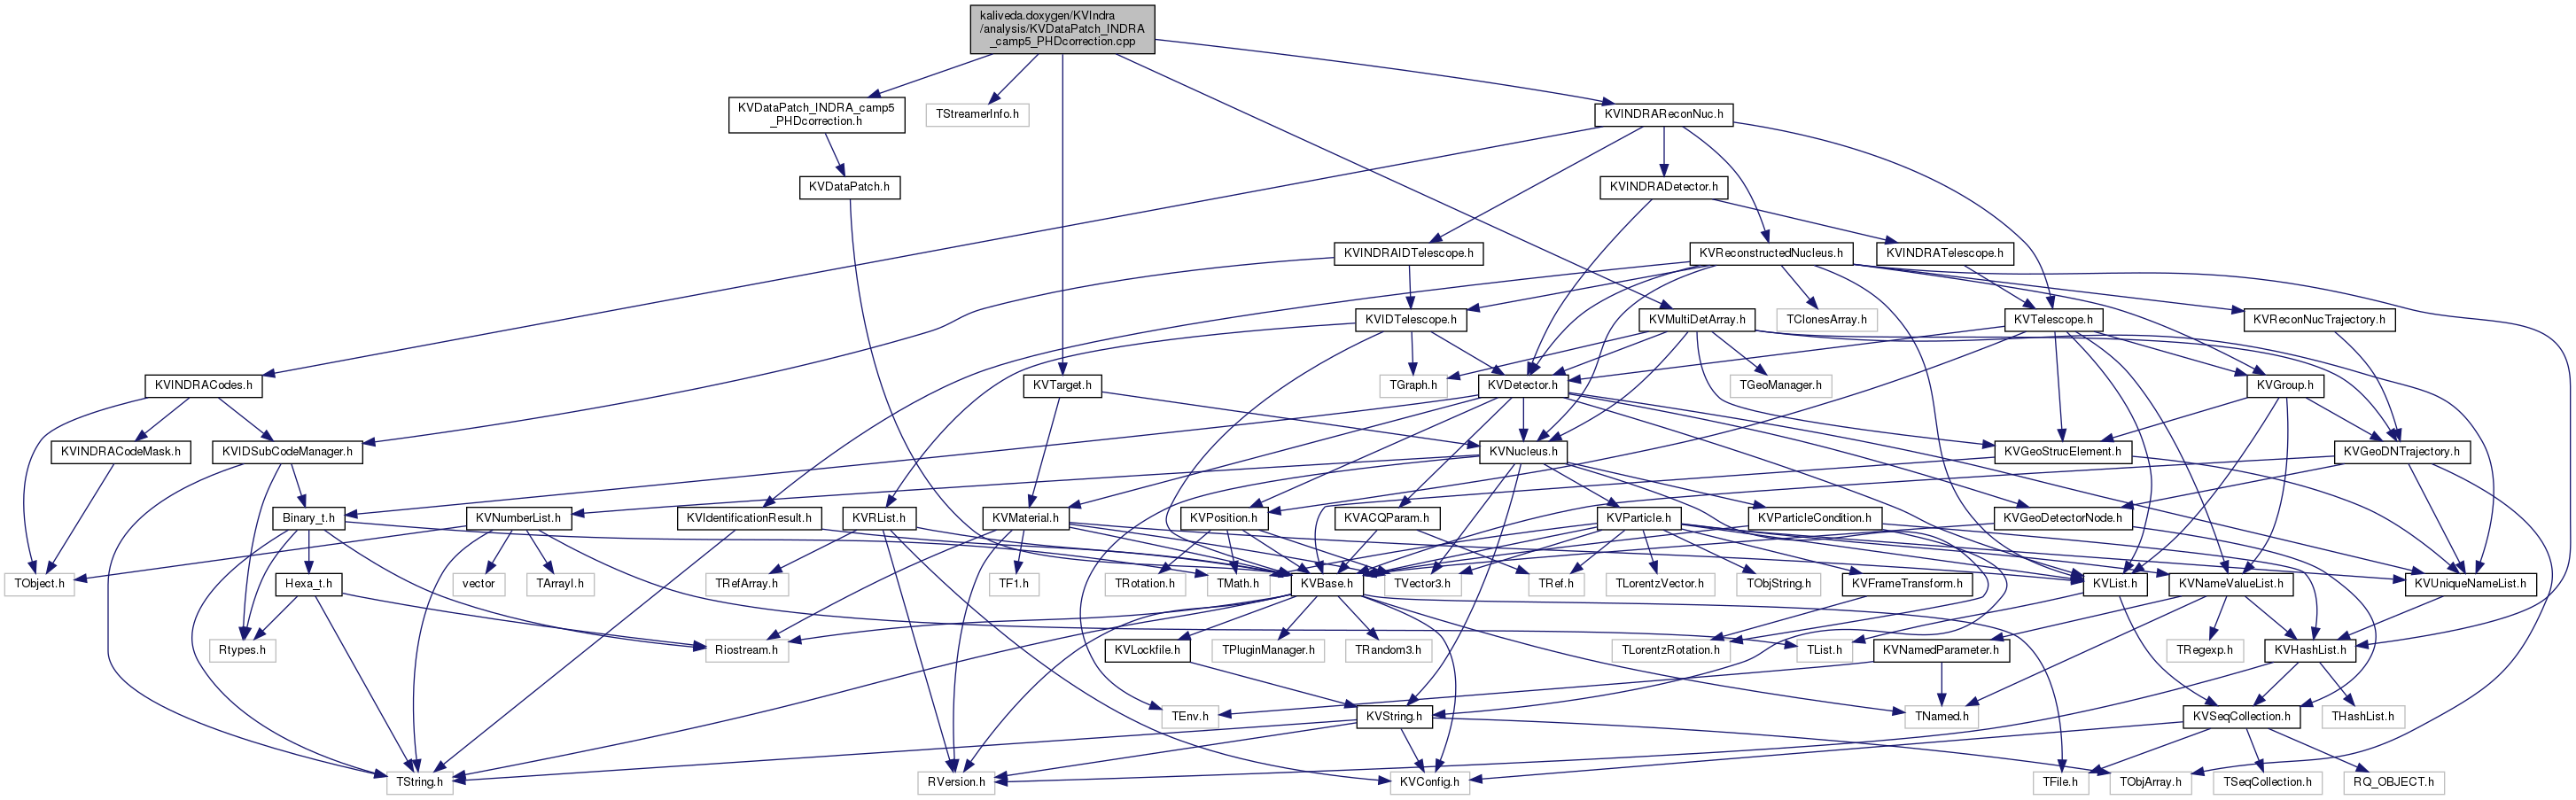 kaliveda.doxygen/KVIndra
/analysis/KVDataPatch_INDRA
_camp5_PHDcorrection.cpp
KVDataPatch_INDRA_camp5
_PHDcorrection.h
TStreamerInfo.h
KVINDRAReconNuc.h
KVDataPatch.h
KVINDRADetector.h
KVINDRAIDTelescope.h
KVReconstructedNucleus.h
KVINDRATelescope.h
KVIDTelescope.h
KVMultiDetArray.h
TClonesArray.h
KVTelescope.h
KVReconNucTrajectory.h
KVINDRACodes.h
KVTarget.h
TGraph.h
KVDetector.h
TGeoManager.h
KVGroup.h
KVINDRACodeMask.h
KVIDSubCodeManager.h
KVNucleus.h
KVGeoStrucElement.h
KVGeoDNTrajectory.h
Binary_t.h
KVNumberList.h
KVIdentificationResult.h
KVRList.h
KVMaterial.h
KVPosition.h
KVACQParam.h
KVParticle.h
KVParticleCondition.h
KVGeoDetectorNode.h
TObject.h
Hexa_t.h
vector
TArrayI.h
TRefArray.h
TF1.h
TRotation.h
TMath.h
KVBase.h
TVector3.h
TRef.h
TLorentzVector.h
TObjString.h
KVFrameTransform.h
KVList.h
KVNameValueList.h
KVUniqueNameList.h
Rtypes.h
Riostream.h
KVLockfile.h
TPluginManager.h
TRandom3.h
TLorentzRotation.h
TList.h
KVNamedParameter.h
TRegexp.h
KVHashList.h
TEnv.h
KVString.h
TNamed.h
KVSeqCollection.h
THashList.h
TString.h
RVersion.h
KVConfig.h
TFile.h
TObjArray.h
TSeqCollection.h
RQ_OBJECT.h